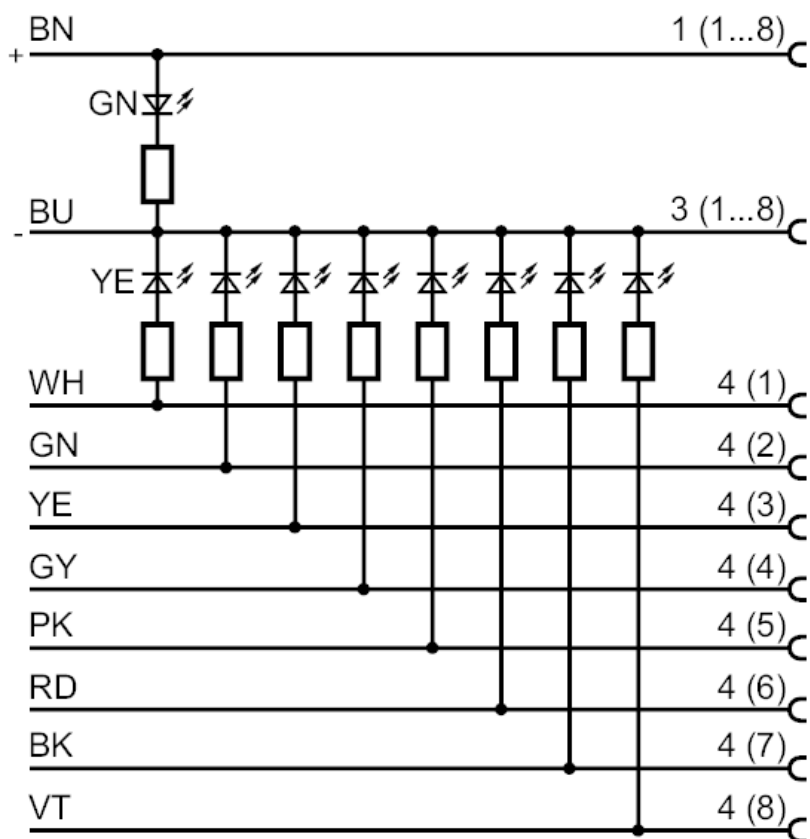 BN 1 (1...8)
+
GN
BU 3 (1...8)
-
YE
WH 4 (1)
GN 4 (2)
YE 4 (3)
GY 4 (4)
PK 4 (5)
RD 4 (6)
BK 4 (7)
VT 4 (8)